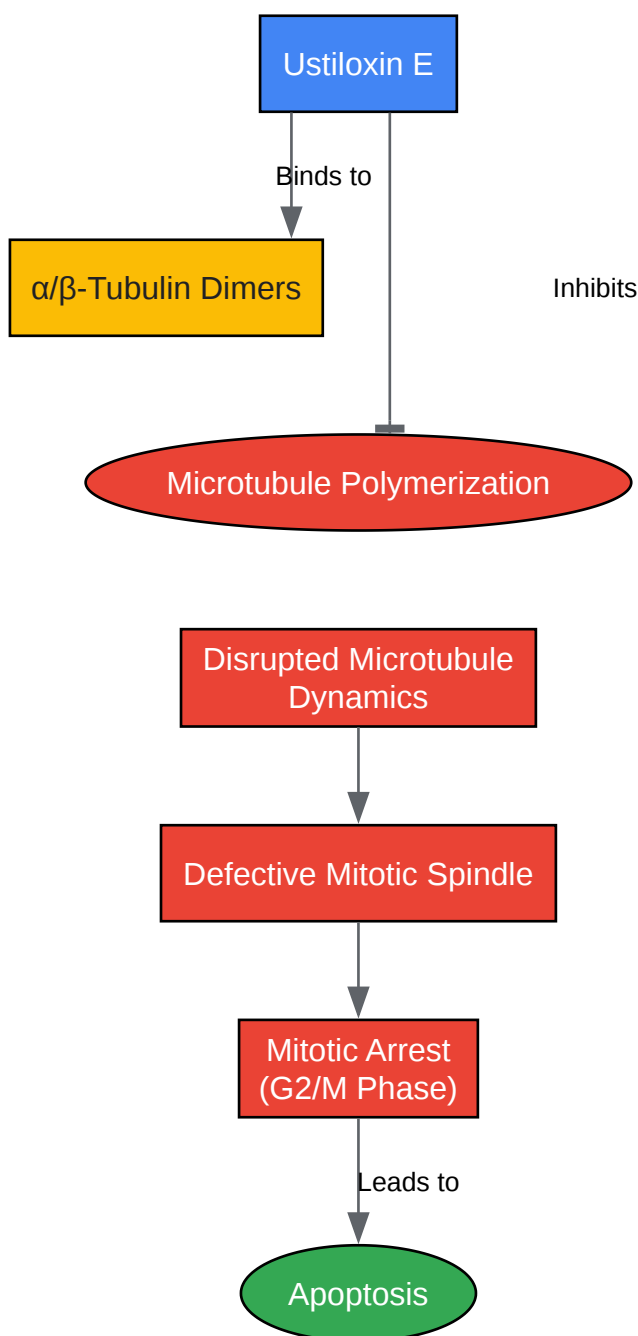 Ustiloxin E
Binds to
α/β-Tubulin Dimers
Inhibits
Microtubule Polymerization
Disrupted Microtubule
Dynamics
Defective Mitotic Spindle
Mitotic Arrest
(G2/M Phase)
Leads to
Apoptosis